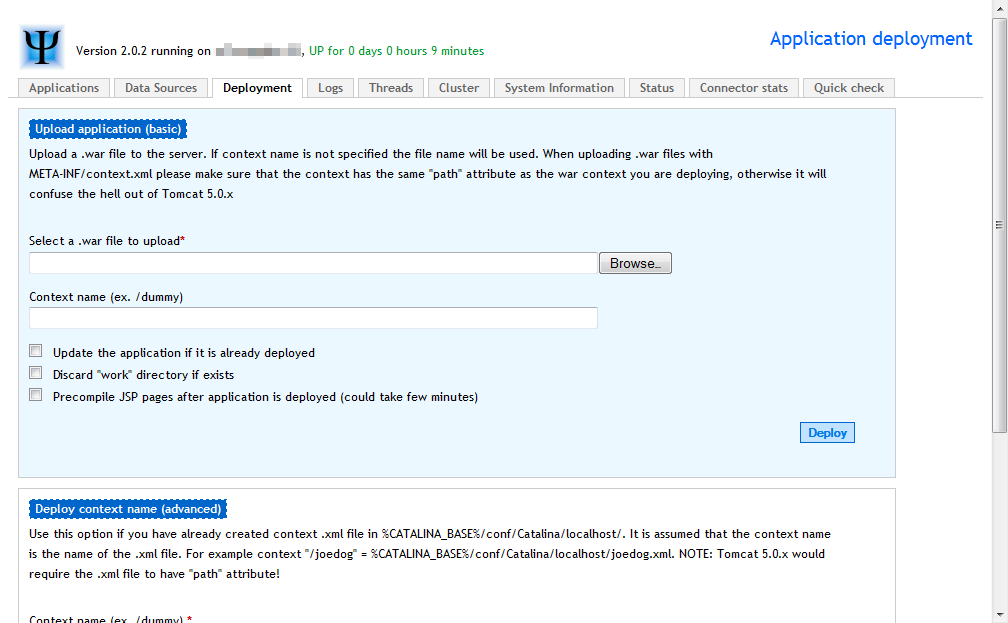 Ψ
Version 2.0.2 running on , UP for 0 days 0 hours 9 minutes
Application deployment
Applications Data Sources Deployment Logs Threads Cluster System Information Status Connector stats Quick check
Upload application (basic)
Upload a .war file to the server. If context name is not specified the file name will be used. When uploading .war files with
META-INF/context.xml please make sure that the context has the same "path" attribute as the war context you are deploying, otherwise it will
confuse the hell out of Tomcat 5.0.x
Select a .war file to upload*
Browse…
Context name (ex. /dummy)
Update the application if it is already deployed
Discard "work" directory if exists
Precompile JSP pages after application is deployed (could take few minutes)
Deploy
Deploy context name (advanced)
Use this option if you have already created context .xml file in %CATALINA_BASE%/conf/Catalina/localhost/. It is assumed that the context name
is the name of the .xml file. For example context "/joedog" = %CATALINA_BASE%/conf/Catalina/localhost/joedog.xml. NOTE: Tomcat 5.0.x would
require the .xml file to have "path" attribute!
Context name (ex. /dummy) *